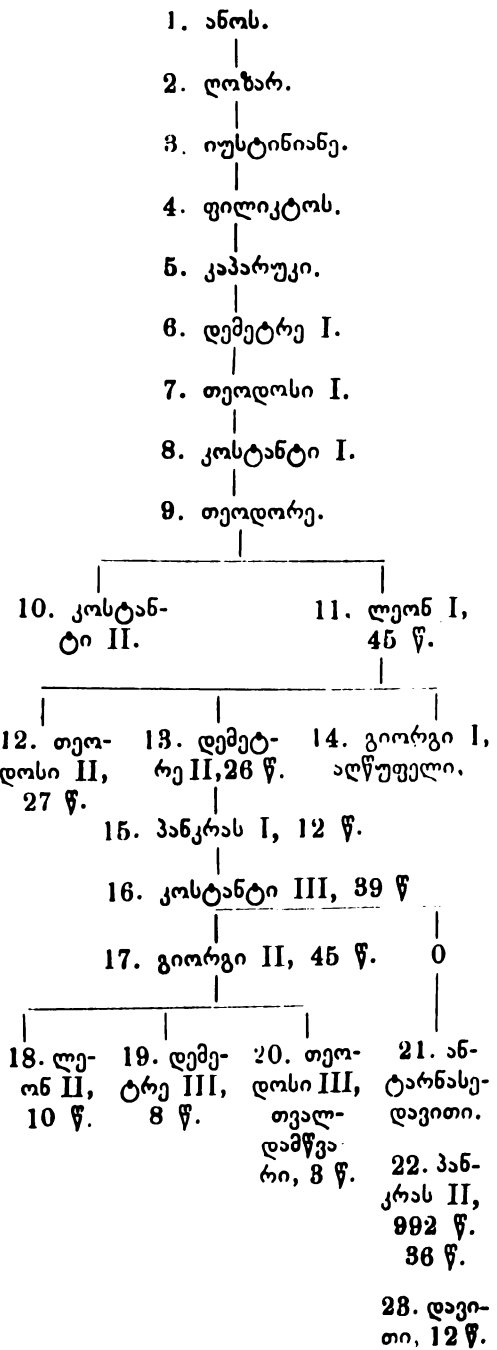 1. ანოს.
2. ღოზარ.
3. იუსტინიანე.
4. ფილიკტოს.
5. კაპარუკი.
6. დემეტრე I.
7. თეოდოსი I.
8. კოსტანტი I.
9. თეოდორე.
10. კოსტან-
ტი II.
11. ლეონ I,
45 წ.
12. თეო-
დოსი II,
27 წ.
13. დემეტ-
რე II, 26 წ.
14. გიორგი I,
აღწუფელი.
15. პანკრას I, 12 წ.
16. კოსტანტი III, 39 წ
17. გიორგი II, 45 წ.
0
18. ლე-
ონ II,
10 წ.
19. დემე-
ტრე III,
8 წ.
20. თეო-
დოსი III,
თვალ-
დამწვა
რი, 3 წ.
21. ან-
ტარნასე-
დავითი.
22. პან-
კრას II,
992 წ.
36 წ.
23. დავი-
თი, 12 წ.